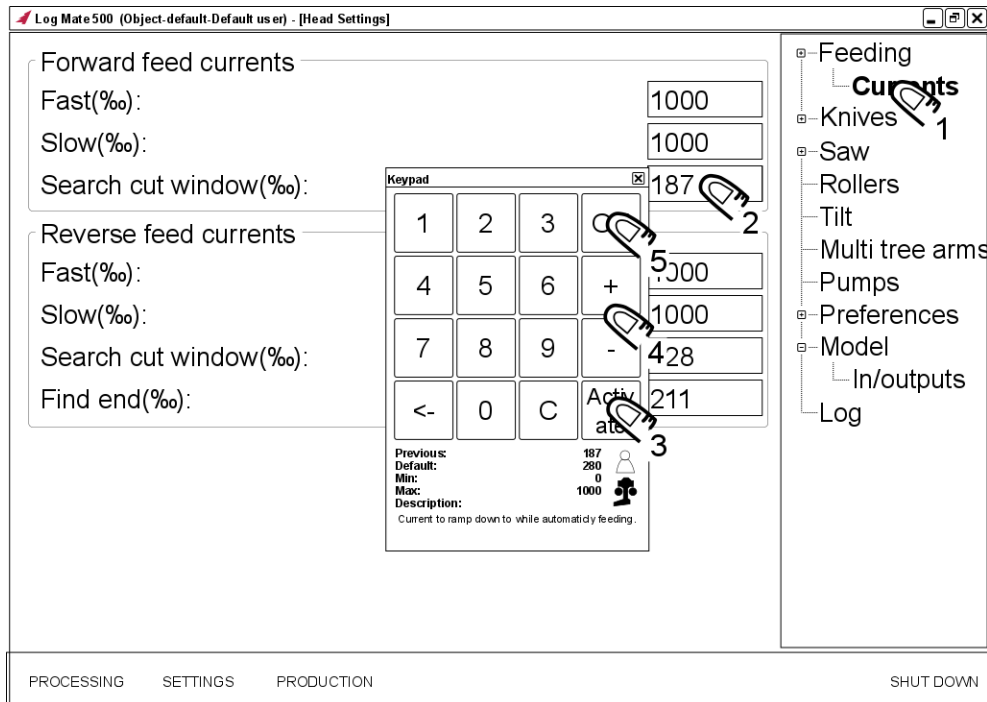 Log Mate 500 (Object-default-Default user) - [Head Settings]
Forward feed currents
Fast(‰): 1000
Slow(‰): 1000
Search cut window(‰): 187
Reverse feed currents
Fast(‰): 1000
Slow(‰): 1000
Search cut window(‰): 428
Find end(‰): 211
Keypad
1 2 3
4 5 6 +
7 8 9 -
<- 0 C Activ
ate
Previous: 187
Default: 280
Min: 0
Max: 1000
Description:
Current to ramp down to while automaticly feeding.
Feeding
Currents
Knives
Saw
Rollers
Tilt
Multi tree arms
Pumps
Preferences
Model
In/outputs
Log
1
2
5
4
3
PROCESSING SETTINGS PRODUCTION SHUT DOWN